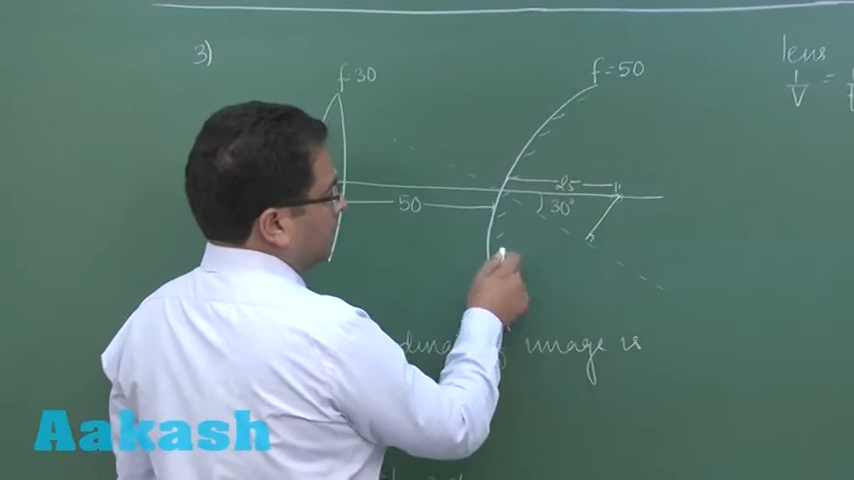 3)
f=30
f=50
lens
1/V =
25
50
30°
image is
Aakash